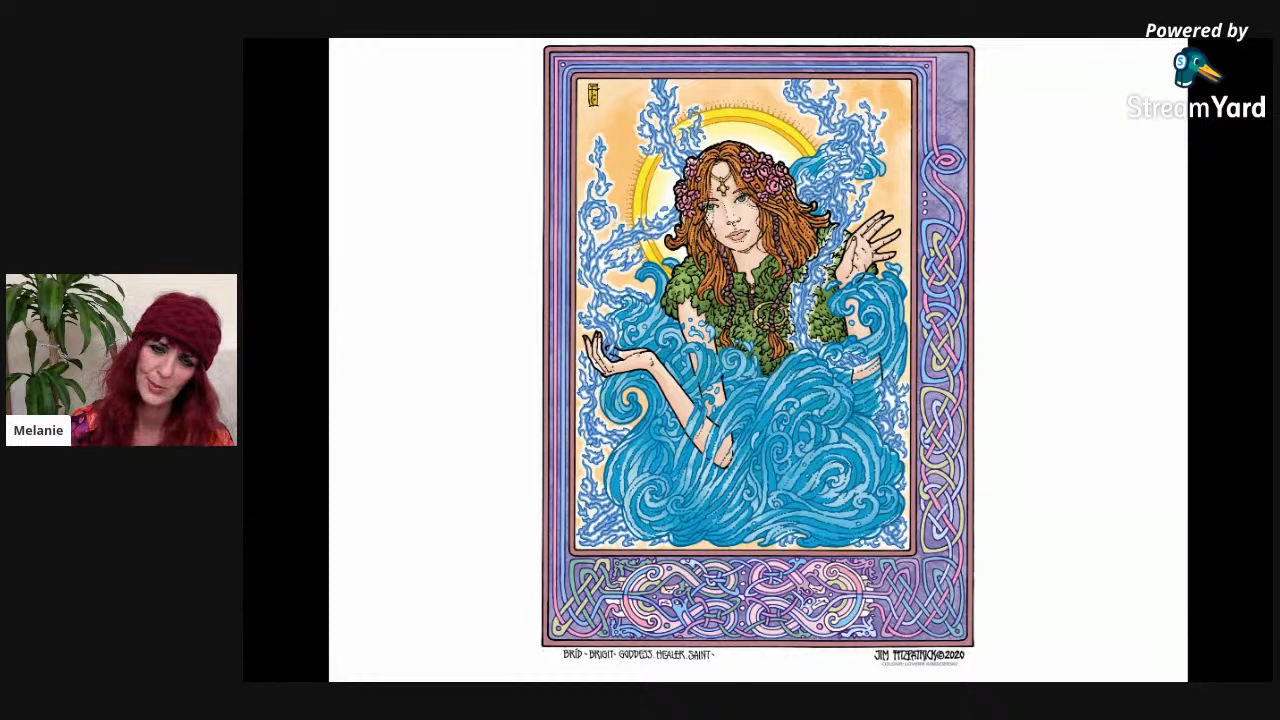 Powered by
StreamYard
Melanie
BRÍD ~ BRIGIT ~ GODDESS. HEALER. SAINT ~
JIM FITZPATRICK©2020